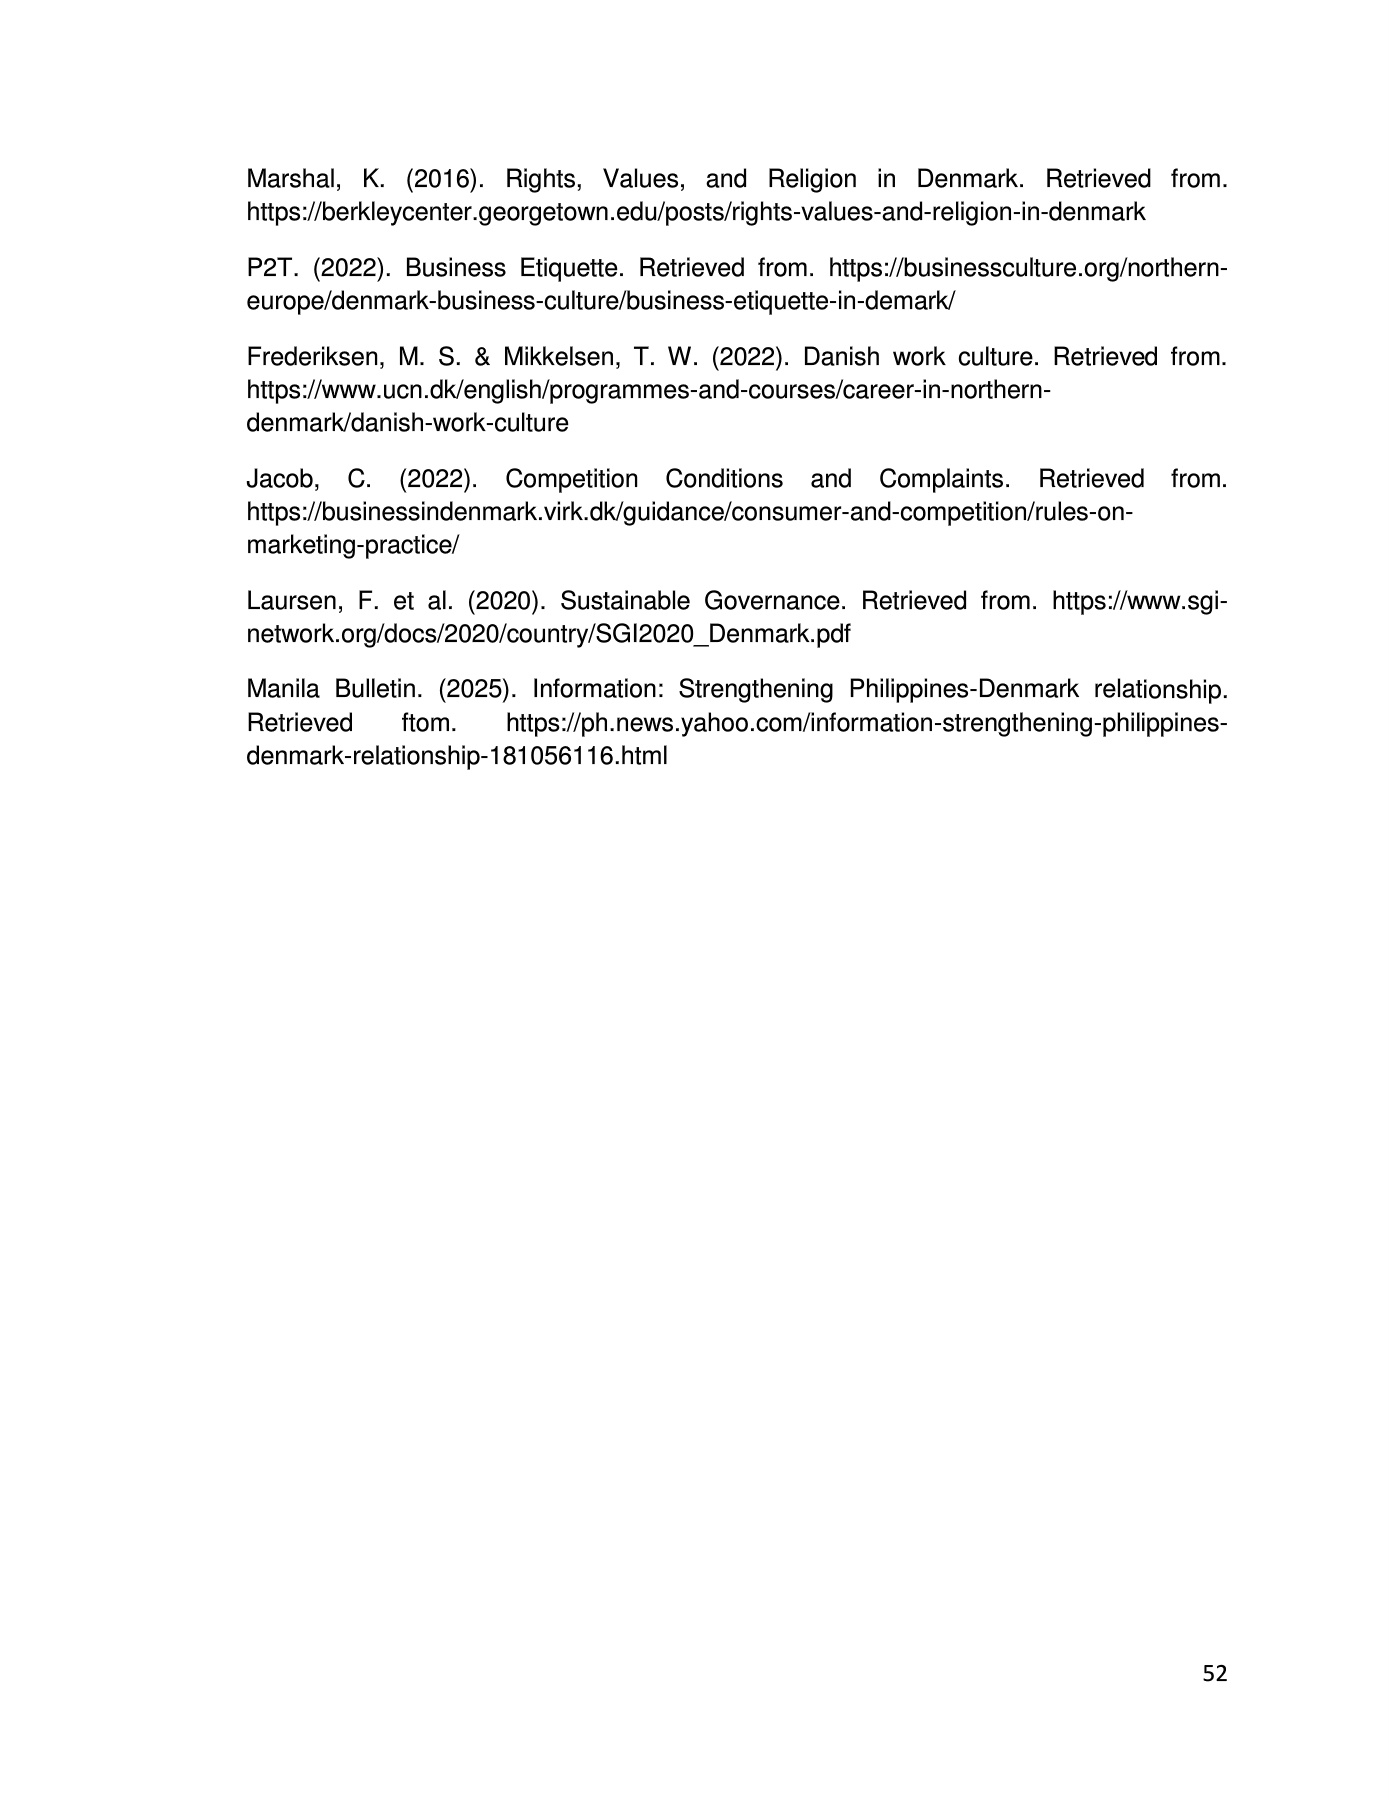 Marshal, K. (2016). Rights, Values, and Religion in Denmark. Retrieved from.
https://berkleycenter.georgetown.edu/posts/rights-values-and-religion-in-denmark
P2T. (2022). Business Etiquette. Retrieved from. https://businessculture.org/northern-
europe/denmark-business-culture/business-etiquette-in-demark/
Frederiksen, M. S. & Mikkelsen, T. W. (2022). Danish work culture. Retrieved from.
https://www.ucn.dk/english/programmes-and-courses/career-in-northern-
denmark/danish-work-culture
Jacob, C. (2022). Competition Conditions and Complaints. Retrieved from.
https://businessindenmark.virk.dk/guidance/consumer-and-competition/rules-on-
marketing-practice/
Laursen, F. et al. (2020). Sustainable Governance. Retrieved from. https://www.sgi-
network.org/docs/2020/country/SGI2020_Denmark.pdf
Manila Bulletin. (2025). Information: Strengthening Philippines-Denmark relationship.
Retrieved ftom. https://ph.news.yahoo.com/information-strengthening-philippines-
denmark-relationship-181056116.html
52